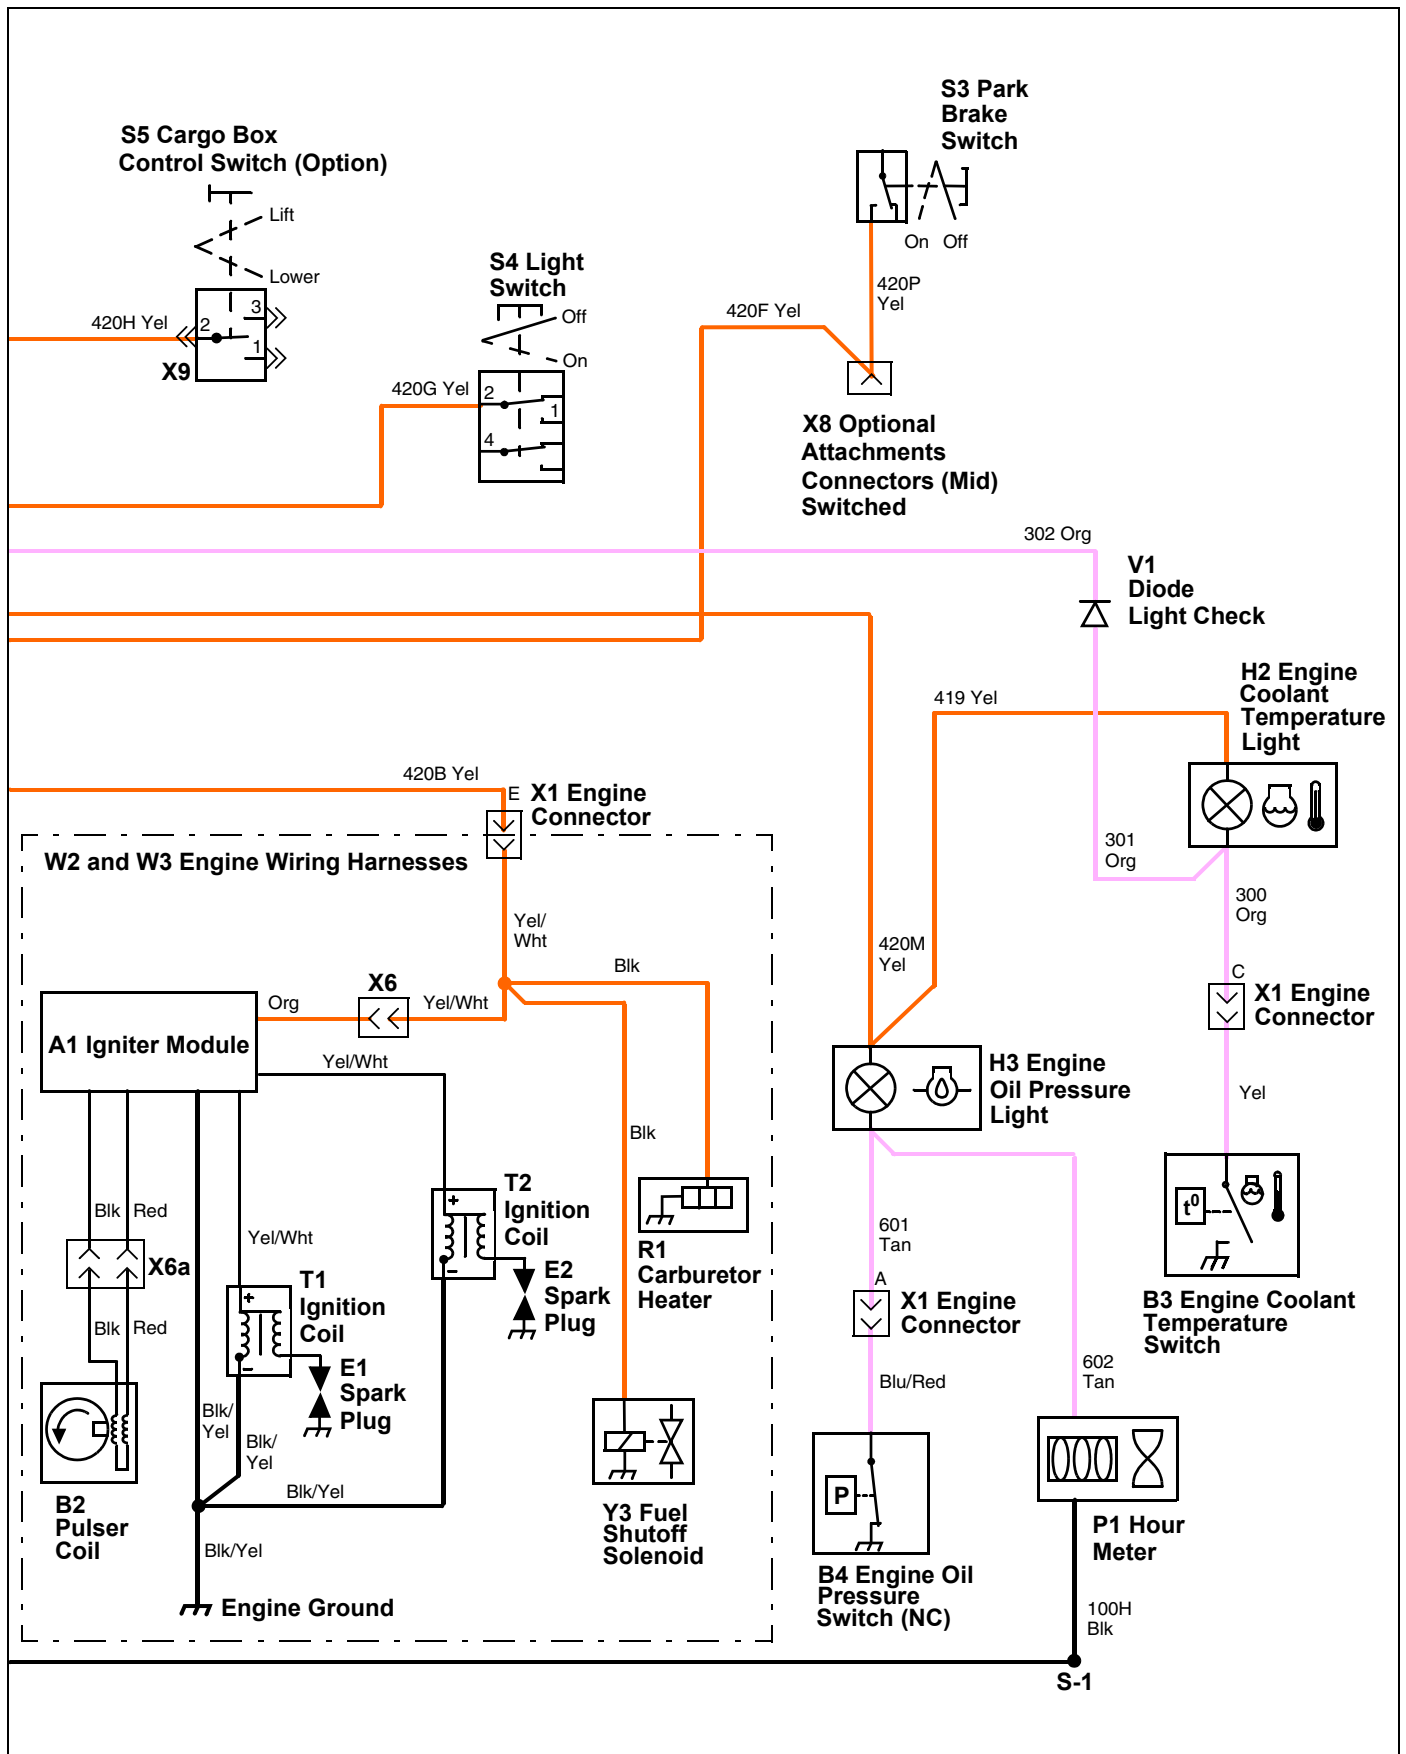 S3 Park
Brake
Switch
S5 Cargo Box
Control Switch (Option)
Lift
Lower
On Off
S4 Light
Switch
Off
On
420P
Yel
420F Yel
420H Yel
2
3
1
X9
420G Yel
2
1
4
X8 Optional
Attachments
Connectors (Mid)
Switched
302 Org
V1
Diode
Light Check
H2 Engine
Coolant
Temperature
Light
419 Yel
420B Yel
E
X1 Engine
Connector
W2 and W3 Engine Wiring Harnesses
301
Org
300
Org
Yel/
Wht
420M
Yel
Blk
X6
Org
Yel/Wht
C
X1 Engine
Connector
A1 Igniter Module
Yel/Wht
H3 Engine
Oil Pressure
Light
Yel
Blk
T2
Ignition
Coil
+
−
t⁰
Blk Red
X6a
Yel/Wht
601
Tan
R1
Carburetor
Heater
E2
Spark
Plug
T1
Ignition
Coil
+
−
A
X1 Engine
Connector
B3 Engine Coolant
Temperature
Switch
Blk Red
E1
Spark
Plug
Blu/Red
602
Tan
Blk/
Yel
Blk/
Yel
Blk/Yel
P
B2
Pulser
Coil
Y3 Fuel
Shutoff
Solenoid
P1 Hour
Meter
Blk/Yel
B4 Engine Oil
Pressure
Switch (NC)
Engine Ground
100H
Blk
S-1